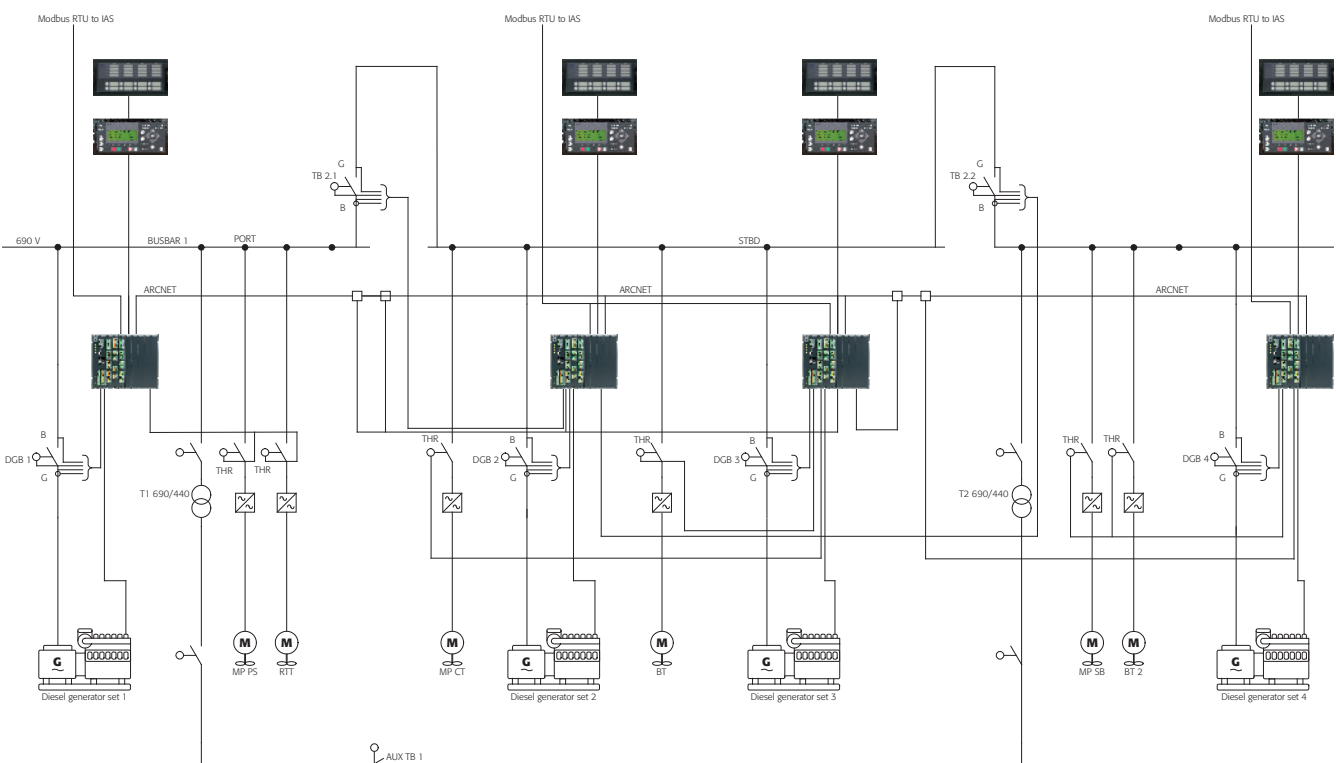 Modbus RTU to IAS
Modbus RTU to IAS
Modbus RTU to IAS
G
TB 2.1
B
G
TB 2.2
B
690 V
BUSBAR 1
PORT
STBD
ARCNET
ARCNET
ARCNET
B
DGB 1
G
THR
THR
T1 690/440
THR
B
DGB 2
G
THR
B
DGB 3
G
T2 690/440
THR
THR
B
DGB 4
G
G
Diesel generator set 1
M
MP PS
M
RTT
M
MP CT
G
Diesel generator set 2
M
BT
G
Diesel generator set 3
M
MP SB
M
BT 2
G
Diesel generator set 4
AUX TB 1